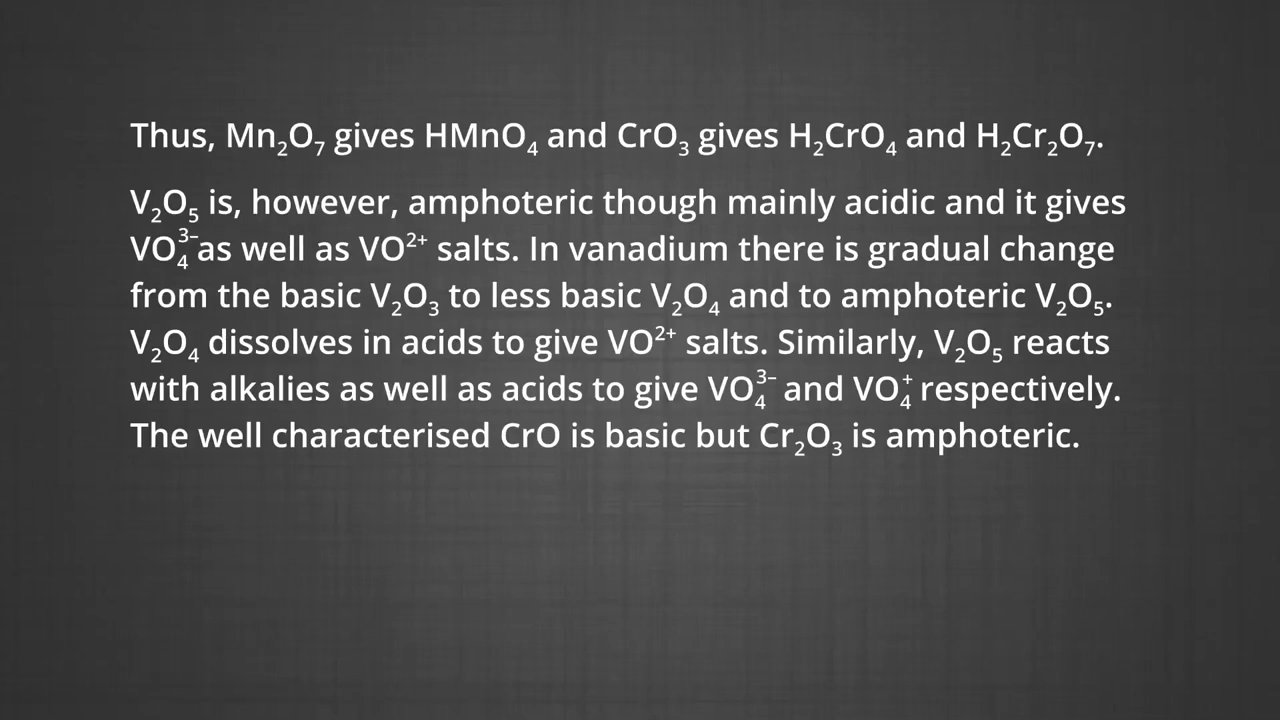 Thus, Mn₂O₇ gives HMnO₄ and CrO₃ gives H₂CrO₄ and H₂Cr₂O₇.
V₂O₅ is, however, amphoteric though mainly acidic and it gives
VO₄³⁻ as well as VO²⁺ salts. In vanadium there is gradual change
from the basic V₂O₃ to less basic V₂O₄ and to amphoteric V₂O₅.
V₂O₄ dissolves in acids to give VO²⁺ salts. Similarly, V₂O₅ reacts
with alkalies as well as acids to give VO₄³⁻ and VO₄⁺ respectively.
The well characterised CrO is basic but Cr₂O₃ is amphoteric.